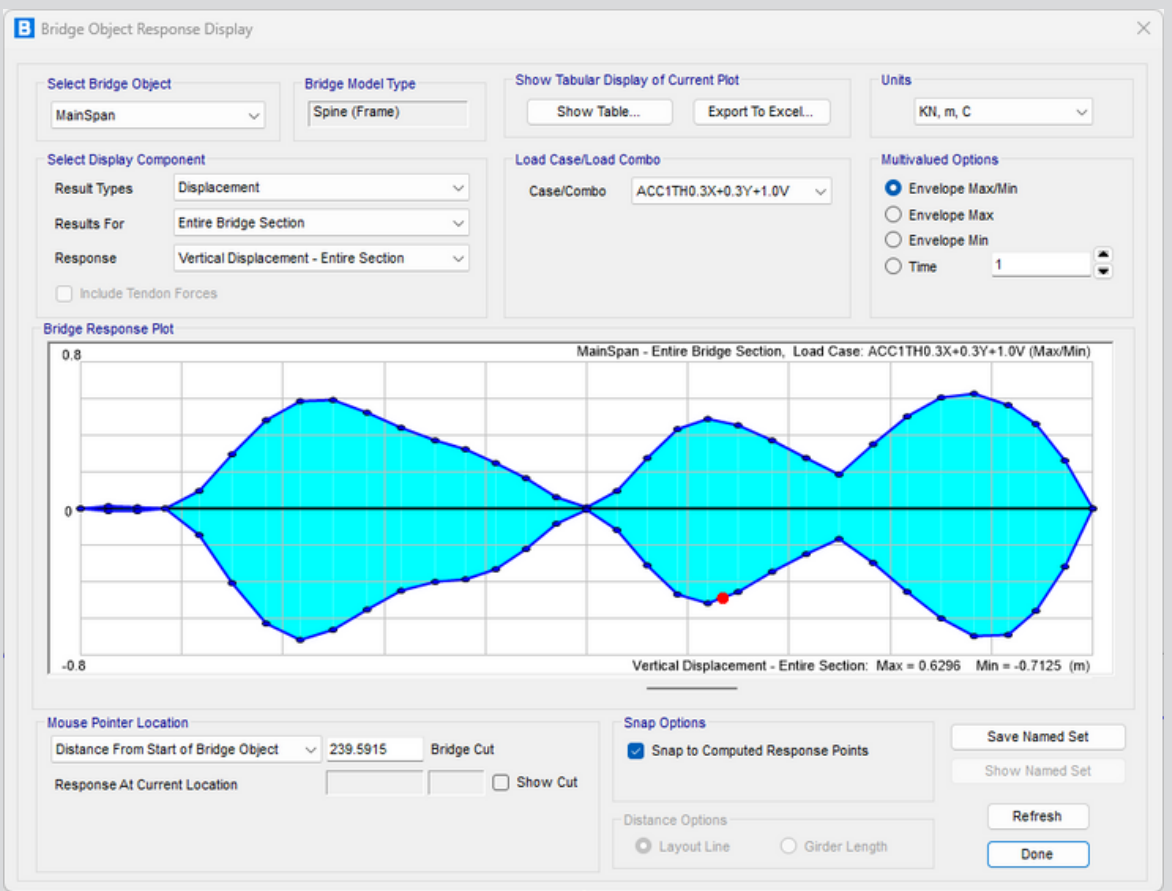 B Bridge Object Response Display
Select Bridge Object
MainSpan
Bridge Model Type
Spine (Frame)
Show Tabular Display of Current Plot
Show Table...
Export To Excel...
Units
KN, m, C
Select Display Component
Result Types
Displacement
Results For
Entire Bridge Section
Response
Vertical Displacement - Entire Section
Include Tendon Forces
Load Case/Load Combo
Case/Combo
ACC1TH0.3X+0.3Y+1.0V
Multivalued Options
Envelope Max/Min
Envelope Max
Envelope Min
Time
1
Bridge Response Plot
0.8
MainSpan - Entire Bridge Section, Load Case: ACC1TH0.3X+0.3Y+1.0V (Max/Min)
0
-0.8
Vertical Displacement - Entire Section: Max = 0.6296 Min = -0.7125 (m)
Mouse Pointer Location
Distance From Start of Bridge Object
239.5915
Bridge Cut
Response At Current Location
Show Cut
Snap Options
Snap to Computed Response Points
Distance Options
Layout Line
Girder Length
Save Named Set
Show Named Set
Refresh
Done